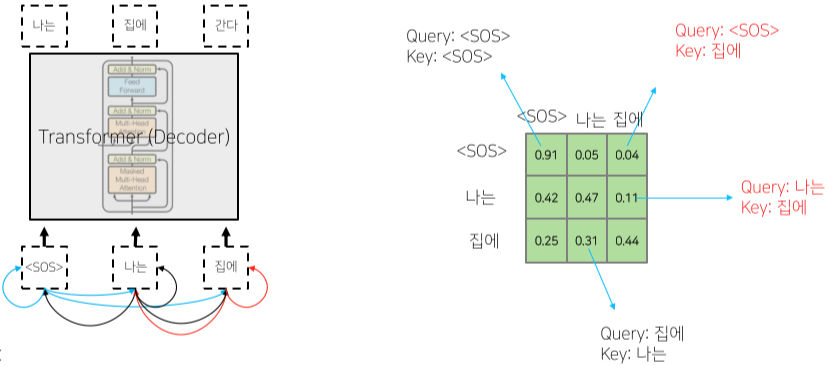 나는 집에 간다
Add & Norm
Feed
Forward
Add & Norm
Multi-Head
Attention
Transformer (Decoder)
Add & Norm
Masked
Multi-Head
Attention
<SOS> 나는 집에
Query: <SOS>
Key: <SOS>
Query: <SOS>
Key: 집에
<SOS> 나는 집에
<SOS> 0.91 0.05 0.04
나는 0.42 0.47 0.11
집에 0.25 0.31 0.44
Query: 나는
Key: 집에
Query: 집에
Key: 나는